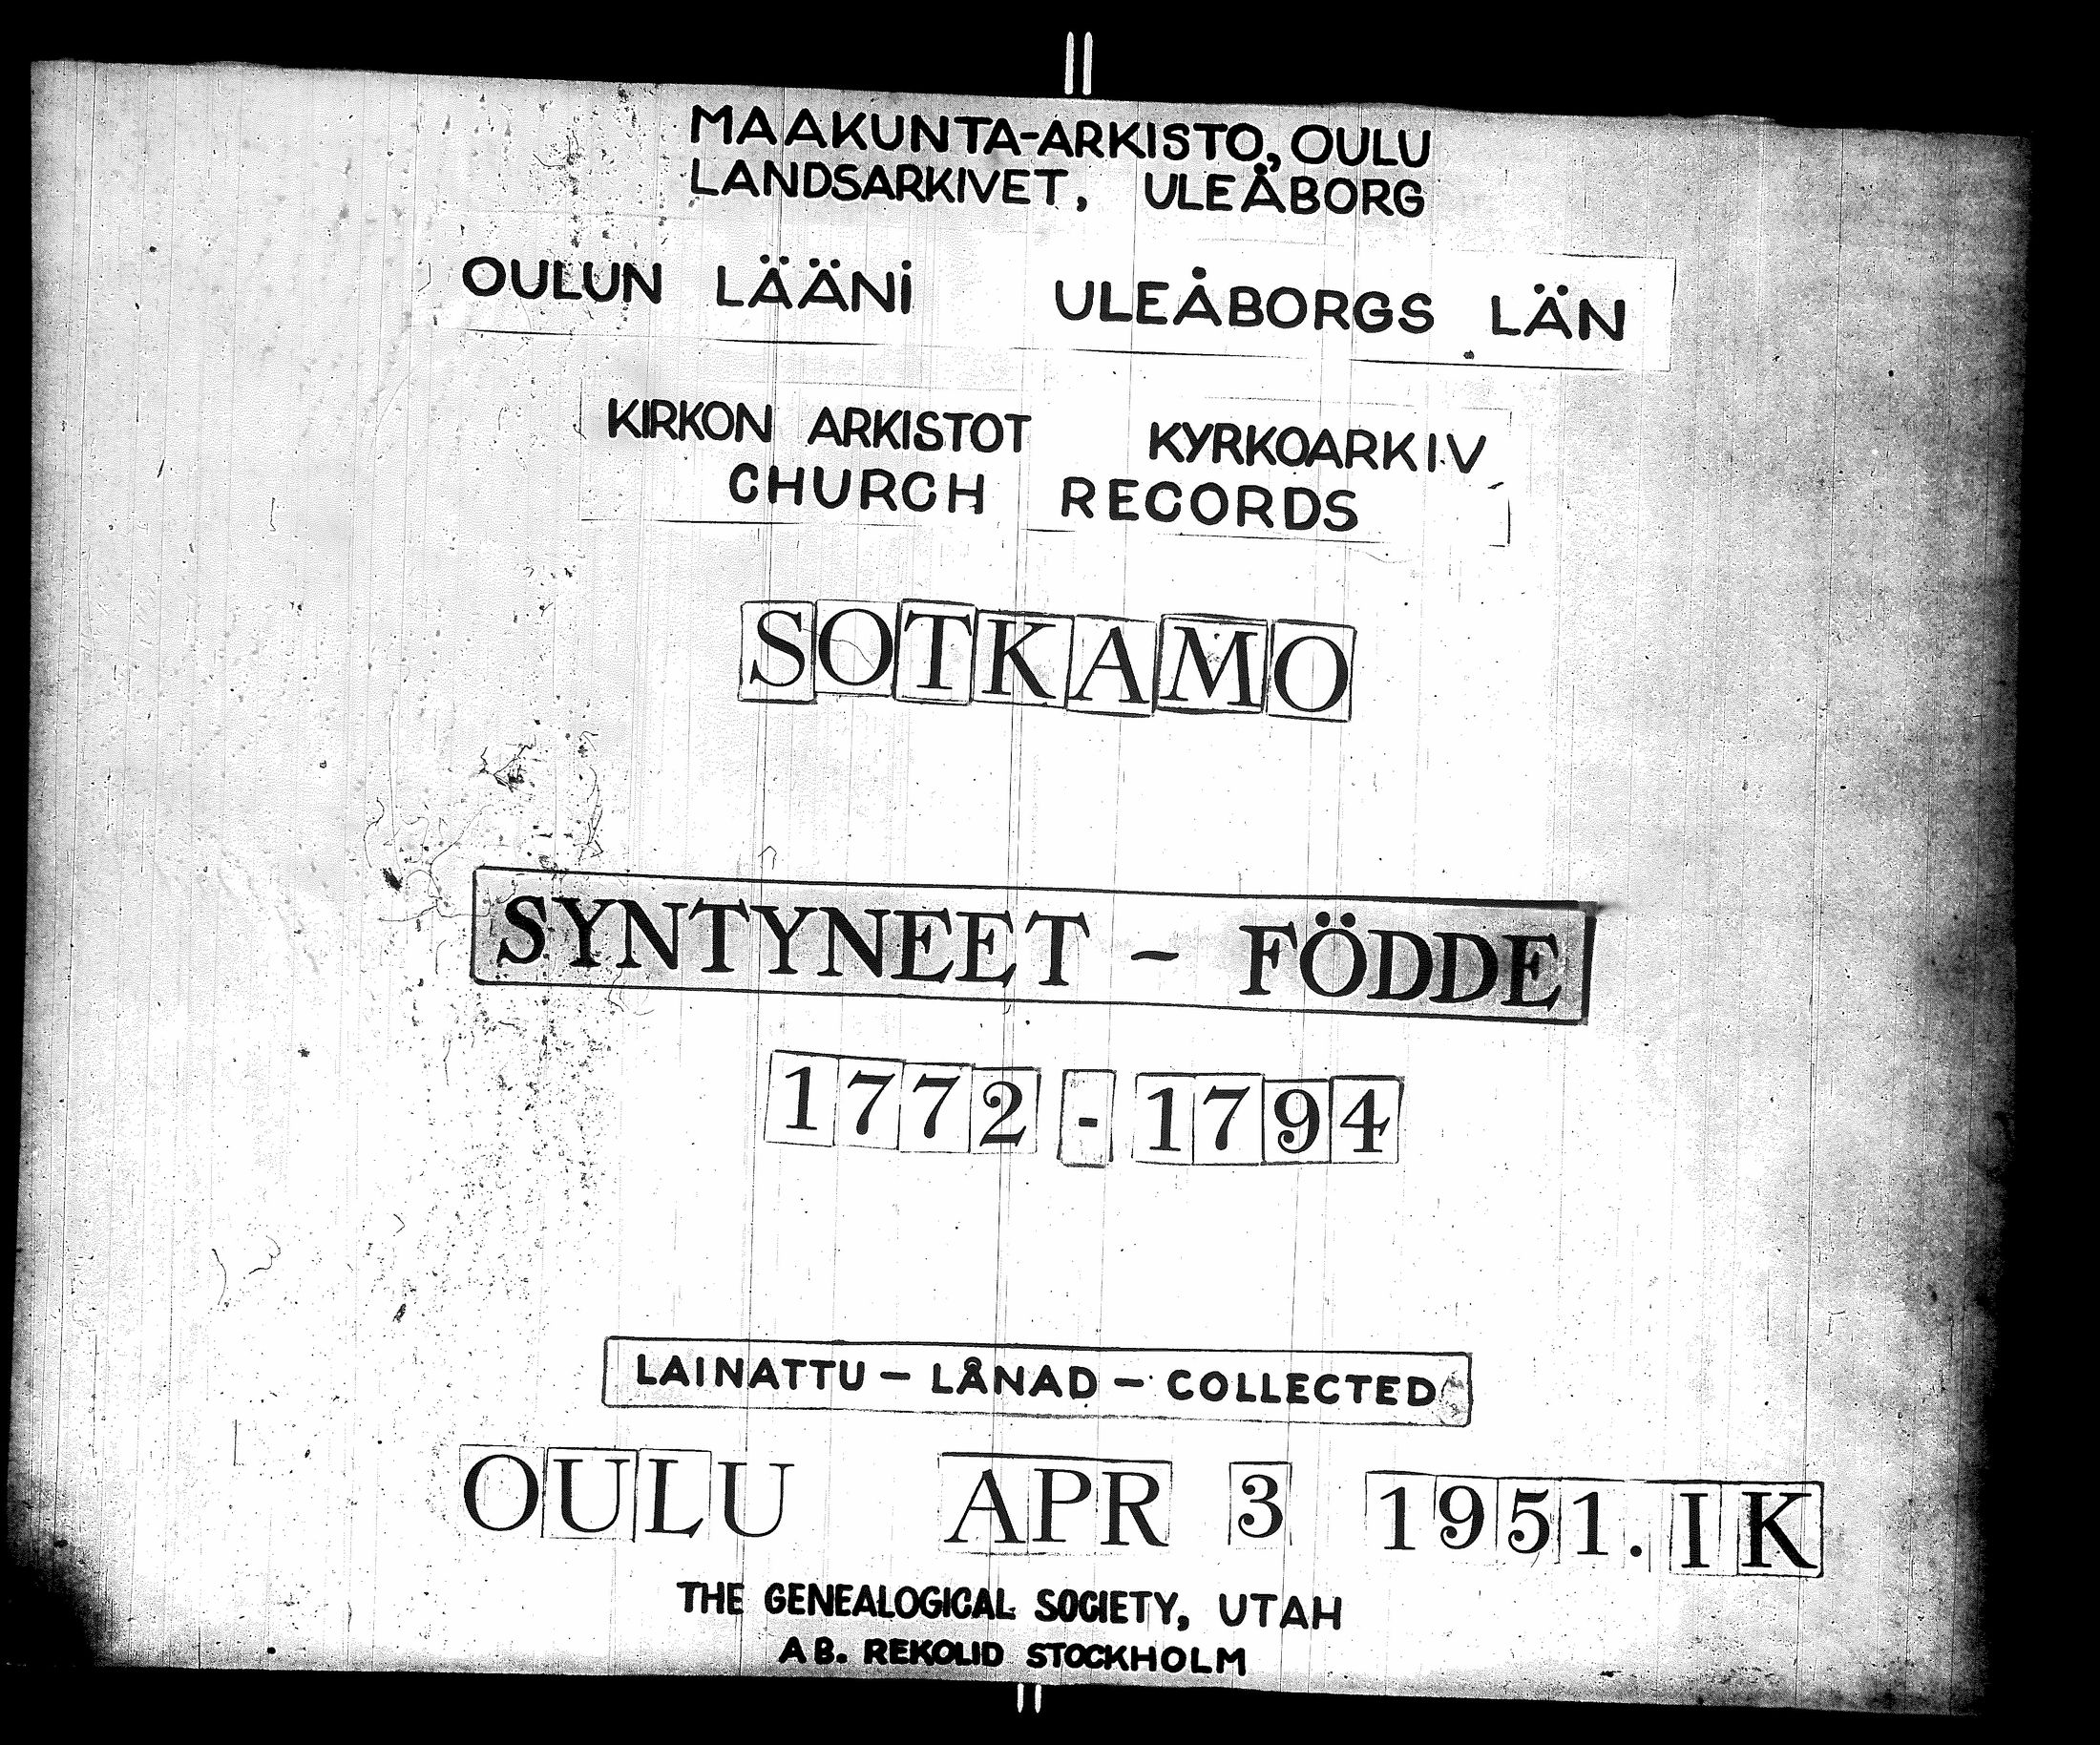 MAAKUNTA-ARKISTO, OULU
LANDSARKIVET, ULEÅBORG
OULUN LÄÄNI ULEÅBORGS LÄN
KIRKON ARKISTOT KYRKOARKIV
CHURCH RECORDS
SOTKAMO
SYNTYNEET - FÖDDE
1772 - 1794
LAINATTU - LÅNAD - COLLECTED
OULU APR 3 1951. IK
THE GENEALOGICAL SOCIETY, UTAH
AB. REKOLID STOCKHOLM